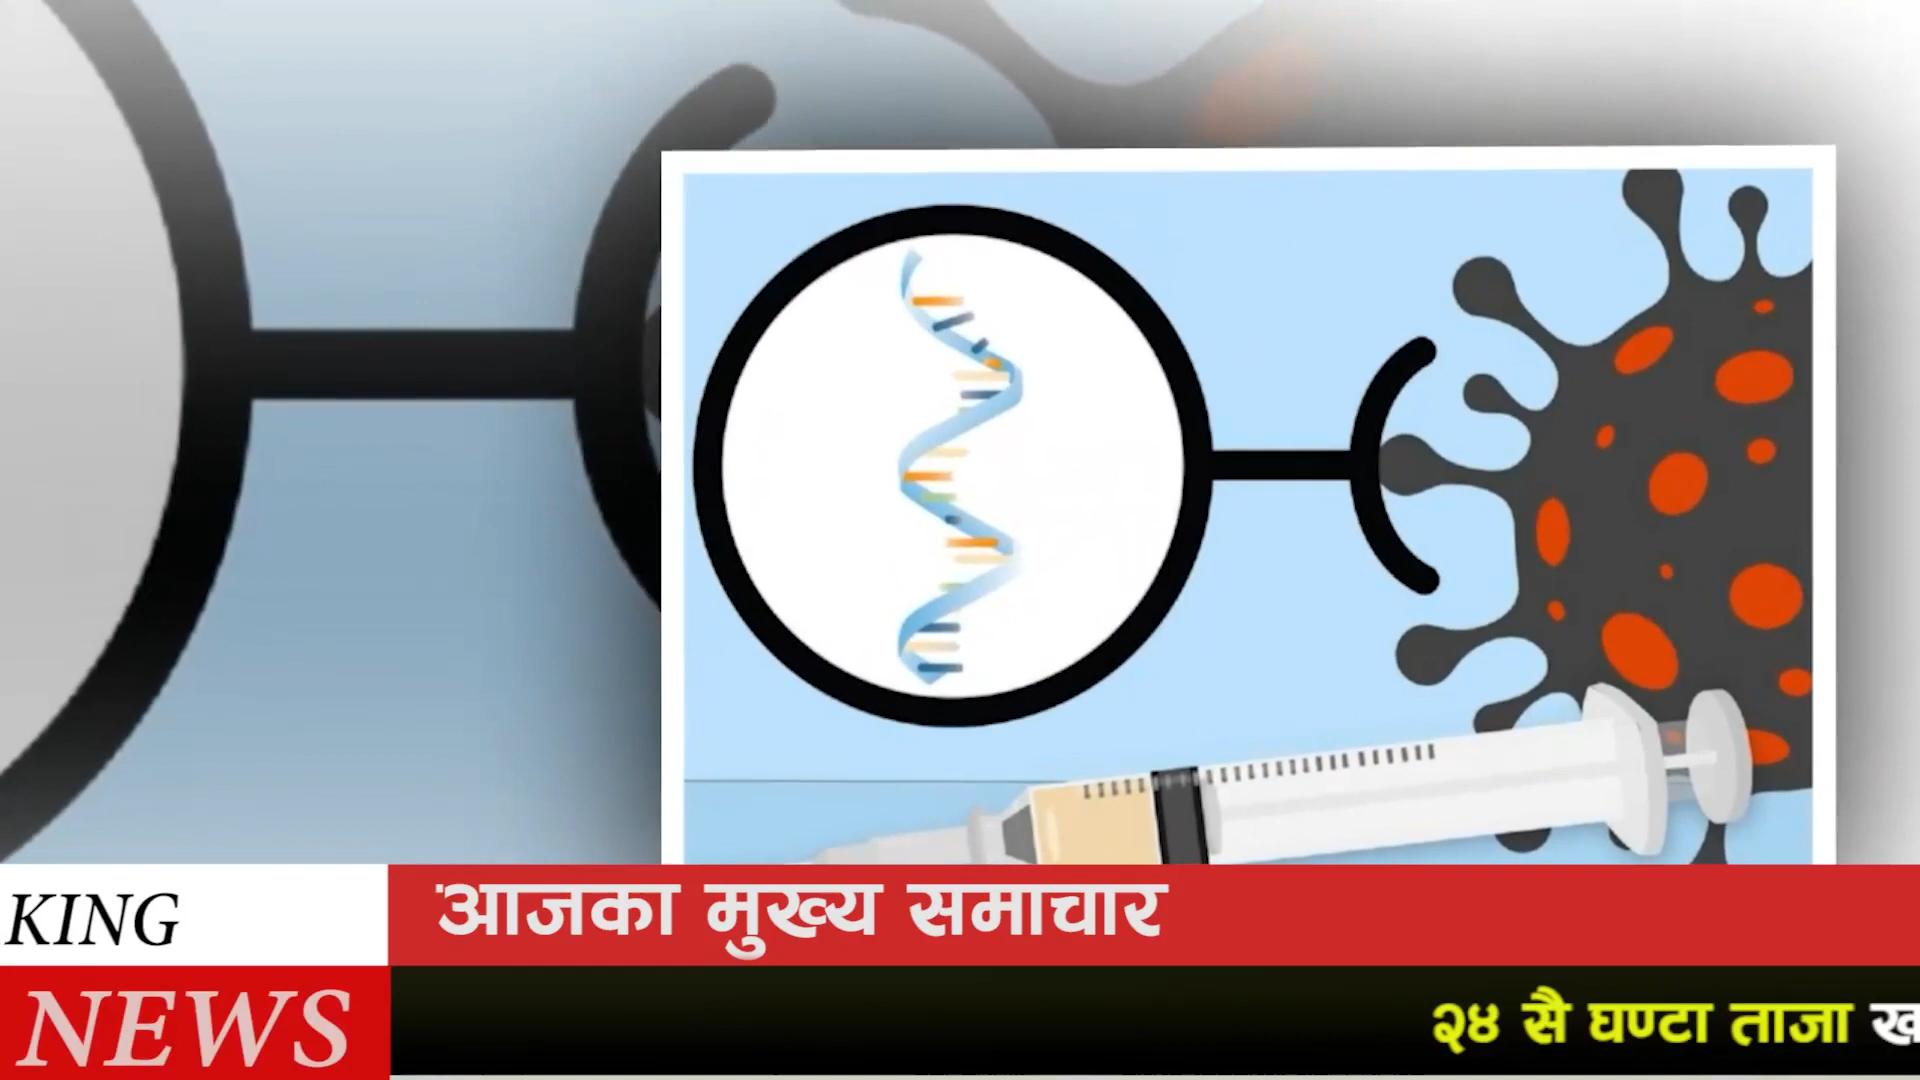 KING
आजका मुख्य समाचार
NEWS
२४ सै घण्टा ताजा